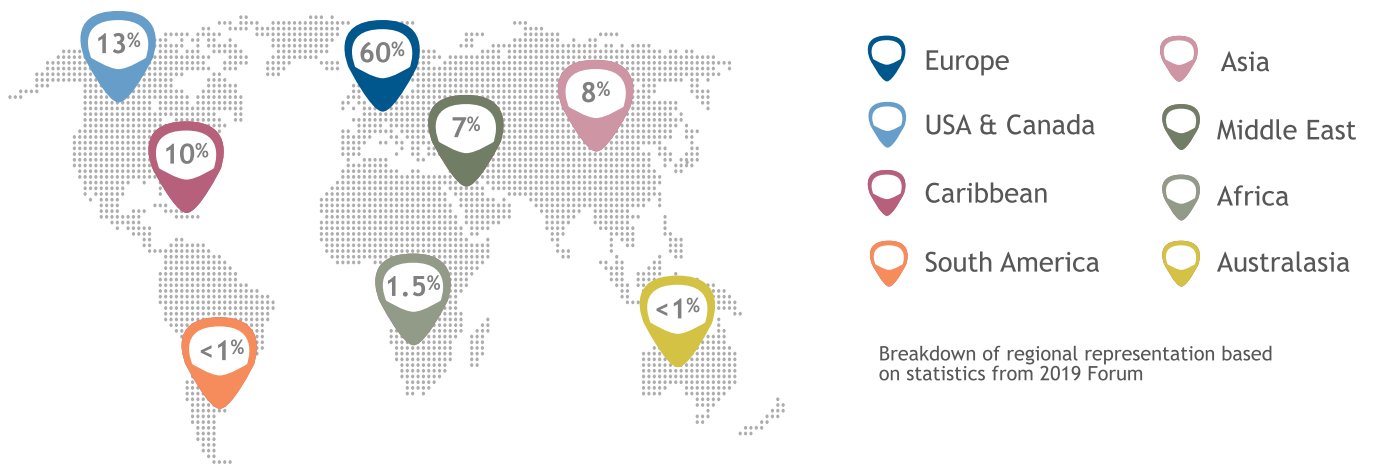 13%
60%
8%
7%
10%
1.5%
<1%
<1%
Europe
Asia
USA & Canada
Middle East
Caribbean
Africa
South America
Australasia
Breakdown of regional representation based
on statistics from 2019 Forum